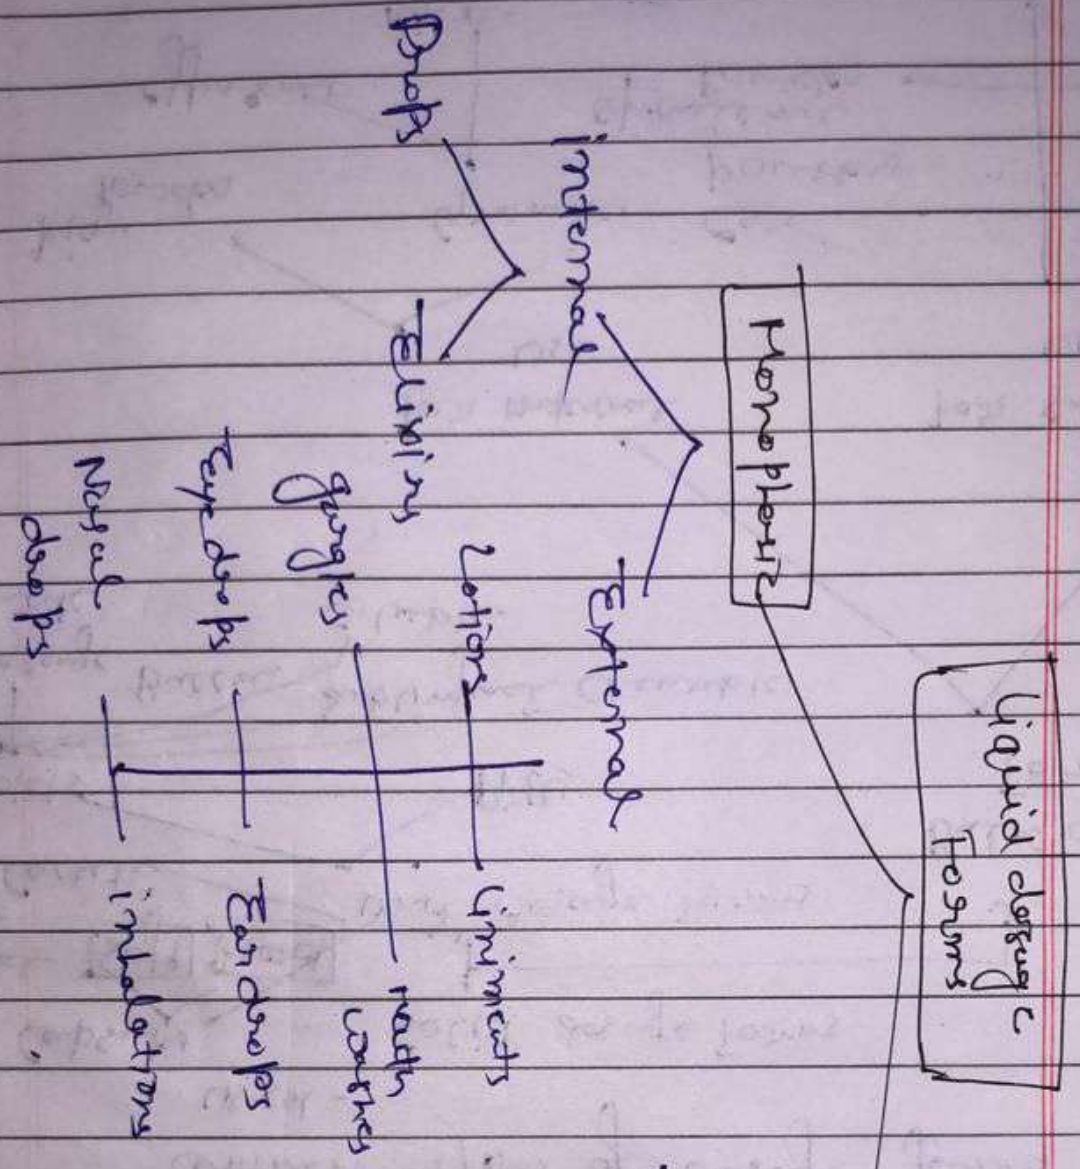 Liquid dosage
Forms
Monophasic
internal
External
Drops
Elixirs
Lotions
Liniments
gargles
mouth
washes
Eye drops
Ear drops
Nasal
drops
inhalations